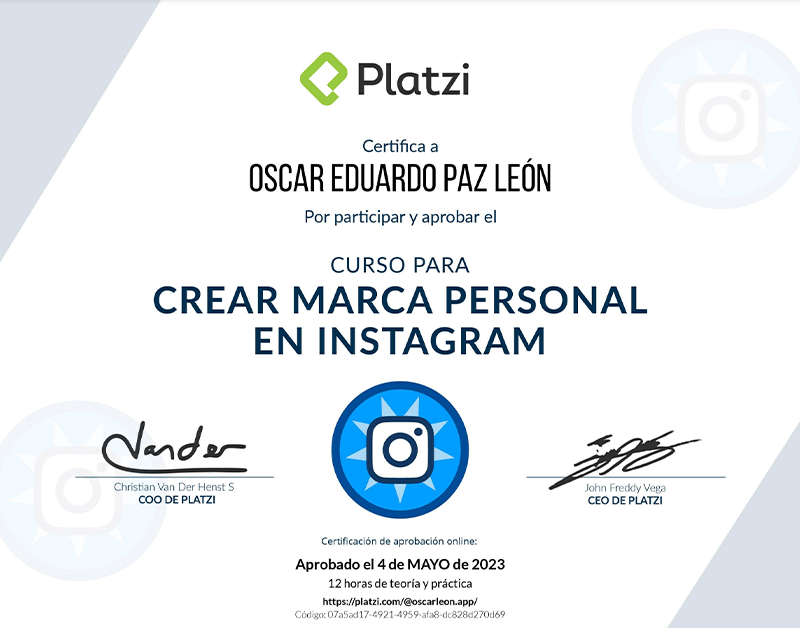 Platzi
Certifica a
OSCAR EDUARDO PAZ LEÓN
Por participar y aprobar el
CURSO PARA
CREAR MARCA PERSONAL
EN INSTAGRAM
Vander
Christian Van Der Henst S
COO DE PLATZI
John Freddy Vega
CEO DE PLATZI
Certificación de aprobación online:
Aprobado el 4 de MAYO de 2023
12 horas de teoría y práctica
https://platzi.com/@oscarleon.app/
Código: 07a5ad17-4921-4959-afa8-dc828d270d69